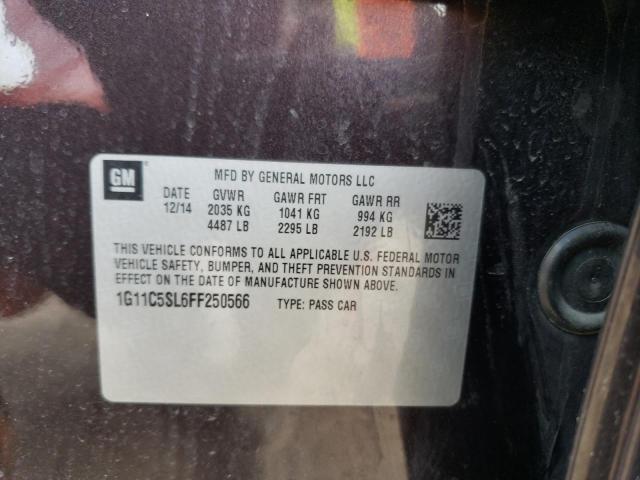 GM
MFD BY GENERAL MOTORS LLC
DATE GVWR GAWR FRT GAWR RR
12/14 2035 KG 1041 KG 994 KG
4487 LB 2295 LB 2192 LB
THIS VEHICLE CONFORMS TO ALL APPLICABLE U.S. FEDERAL MOTOR
VEHICLE SAFETY, BUMPER, AND THEFT PREVENTION STANDARDS IN
EFFECT ON THE DATE OF MANUFACTURE SHOWN ABOVE.
1G11C5SL6FF250566 TYPE: PASS CAR